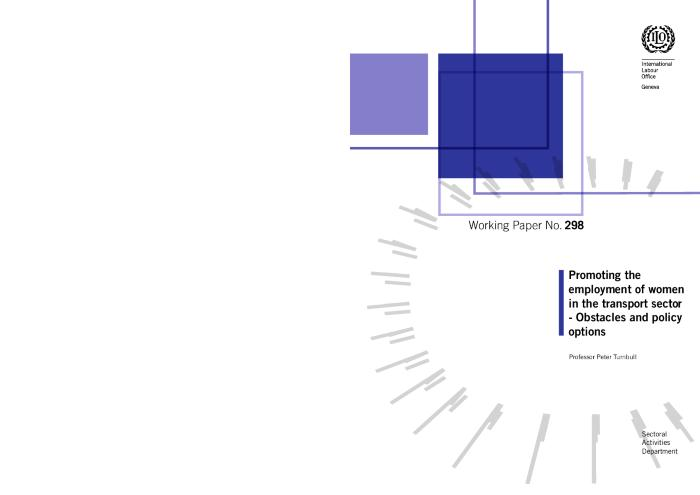 ILO
International
Labour
Office
Geneva
Working Paper No. 298
Promoting the
employment of women
in the transport sector
- Obstacles and policy
options
Professor Peter Turnbull
Sectoral
Activities
Department